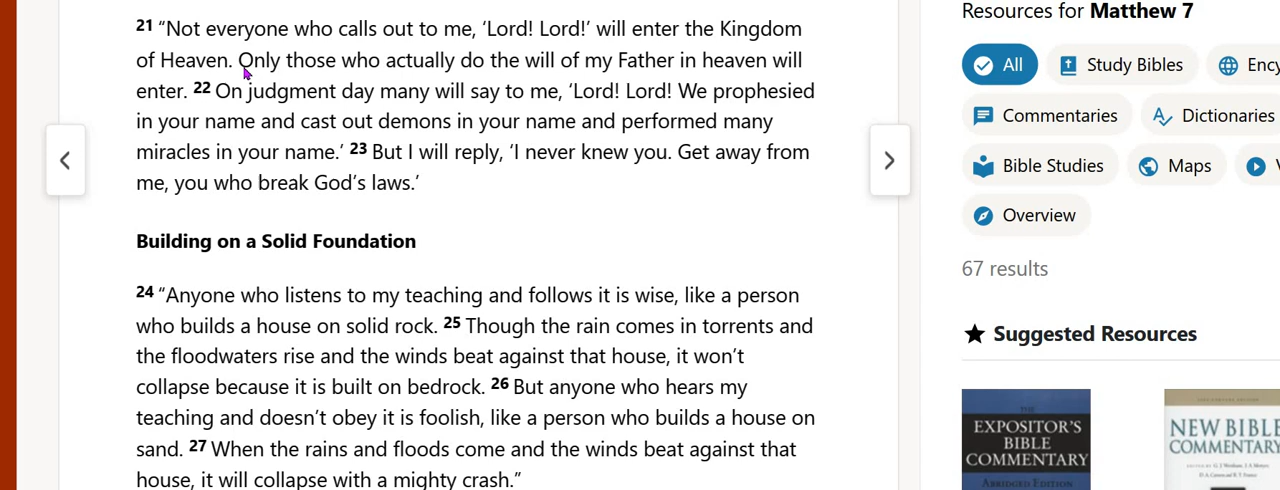 21 “Not everyone who calls out to me, ‘Lord! Lord!’ will enter the Kingdom
of Heaven. Only those who actually do the will of my Father in heaven will
enter. 22 On judgment day many will say to me, ‘Lord! Lord! We prophesied
in your name and cast out demons in your name and performed many
miracles in your name.’ 23 But I will reply, ‘I never knew you. Get away from
me, you who break God’s laws.’
Building on a Solid Foundation
24 “Anyone who listens to my teaching and follows it is wise, like a person
who builds a house on solid rock. 25 Though the rain comes in torrents and
the floodwaters rise and the winds beat against that house, it won’t
collapse because it is built on bedrock. 26 But anyone who hears my
teaching and doesn’t obey it is foolish, like a person who builds a house on
sand. 27 When the rains and floods come and the winds beat against that
house, it will collapse with a mighty crash.”
Resources for Matthew 7
All
Study Bibles
Ency
Commentaries
Dictionaries
Bible Studies
Maps
Overview
67 results
Suggested Resources
THE
EXPOSITOR’S
BIBLE
COMMENTARY
ABRIDGED EDITION
NEW BIBLE
COMMENTARY